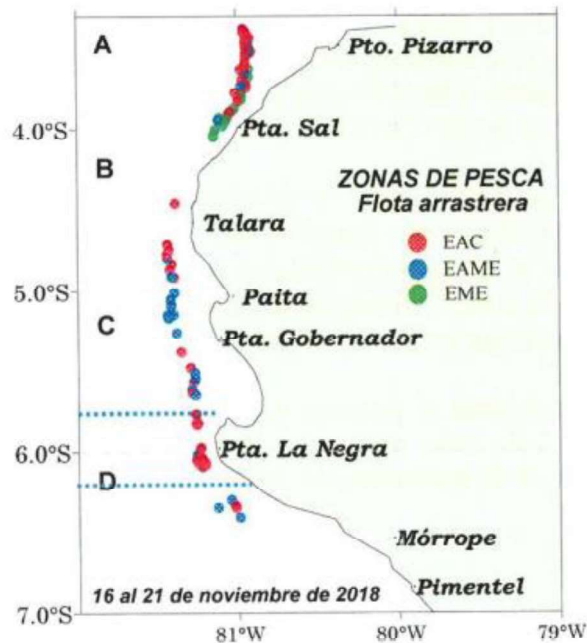 A
Pto. Pizarro
4.0°S
Pta. Sal
B
ZONAS DE PESCA
Flota arrastrera
Talara
EAC
EAME
EME
5.0°S
Paita
C
Pta. Gobernador
6.0°S
Pta. La Negra
D
Mórrope
16 al 21 de noviembre de 2018
Pimentel
7.0°S
81°W
80°W
79°W